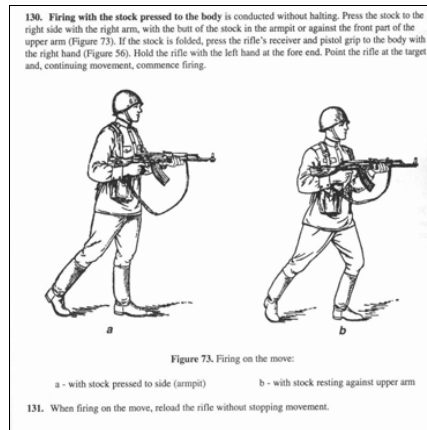 130. Firing with the stock pressed to the body is conducted without halting. Press the stock to the
right side with the right arm, with the butt of the stock in the armpit or against the front part of the
upper arm (Figure 73). If the stock is folded, press the rifle's receiver and pistol grip to the body with
the right hand (Figure 56). Hold the rifle with the left hand at the fore end. Point the rifle at the target
and, continuing movement, commence firing.
a
b
Figure 73. Firing on the move:
a - with stock pressed to side (armpit)
b - with stock resting against upper arm
131. When firing on the move, reload the rifle without stopping movement.